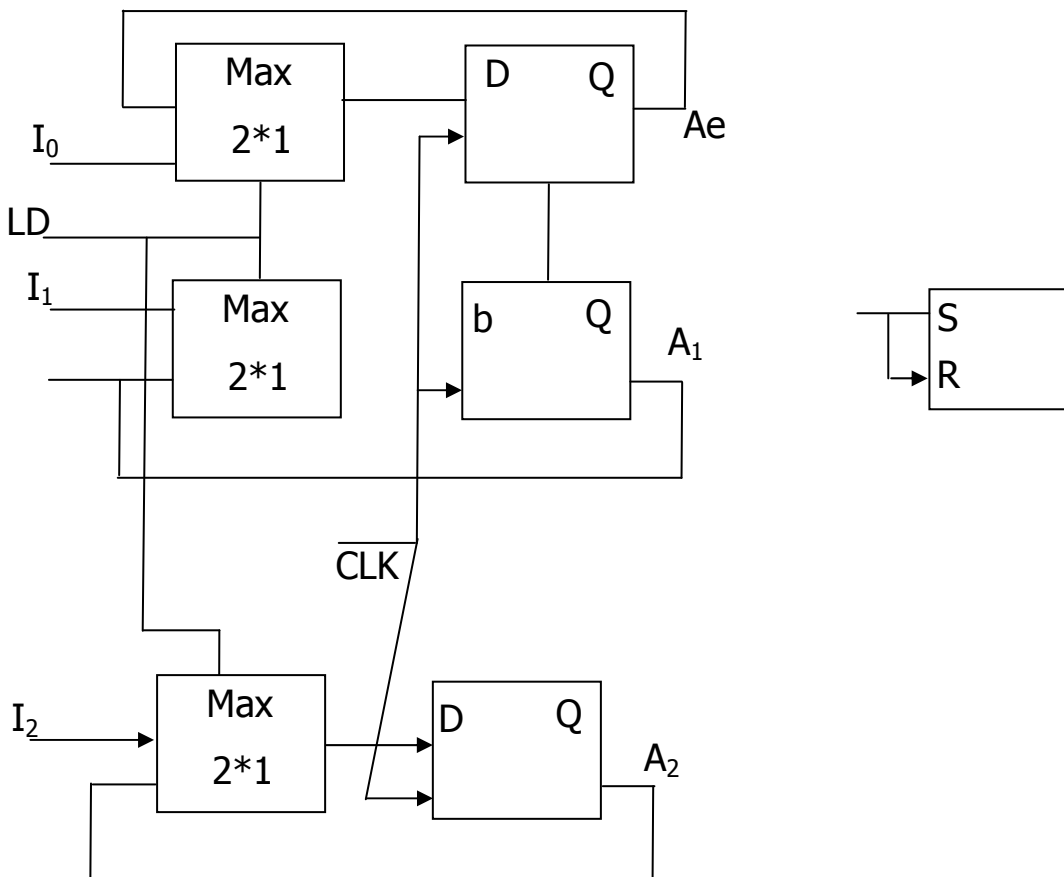 Max
2*1
D Q
Ae
I₀
LD
I₁
Max
2*1
b Q
A₁
S
R
CLK
I₂
Max
2*1
D Q
A₂